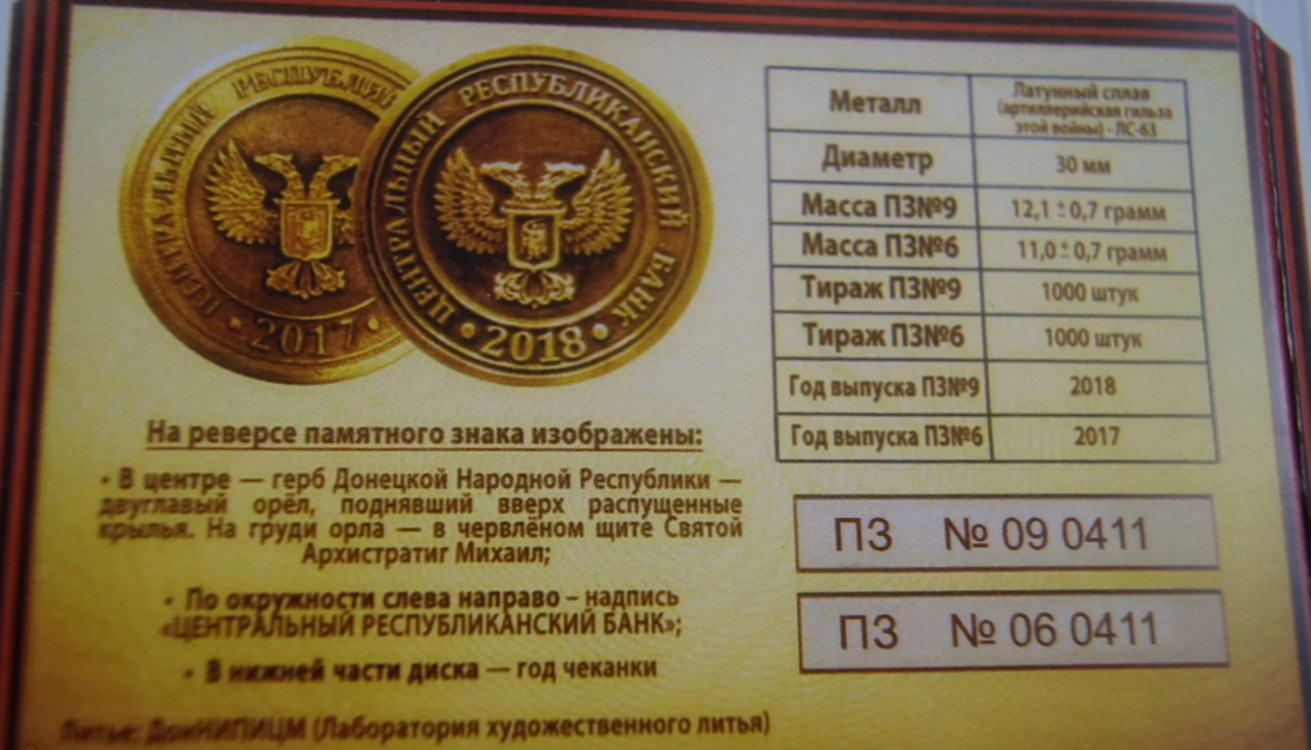 ЦЕНТРАЛЬНЫЙ РЕСПУБЛИКАН
• 2017 •
ЦЕНТРАЛЬНЫЙ РЕСПУБЛИКАНСКИЙ БАНК
• 2018 •
На реверсе памятного знака изображены:
• В центре — герб Донецкой Народной Республики —
двуглавый орёл, поднявший вверх распущенные
крылья. На груди орла — в червлёном щите Святой
Архистратиг Михаил;
• По окружности слева направо – надпись
«ЦЕНТРАЛЬНЫЙ РЕСПУБЛИКАНСКИЙ БАНК»;
• В нижней части диска — год чеканки
Литье: ДонНИПИЦМ (Лаборатория художественного литья)
Металл Латунный сплав
(артиллерийская гильза
этой войны) - ЛС-63
Диаметр 30 мм
Масса ПЗ№9 12,1 ± 0,7 грамм
Масса ПЗ№6 11,0 ± 0,7 грамм
Тираж ПЗ№9 1000 штук
Тираж ПЗ№6 1000 штук
Год выпуска ПЗ№9 2018
Год выпуска ПЗ№6 2017
ПЗ № 09 0411
ПЗ № 06 0411